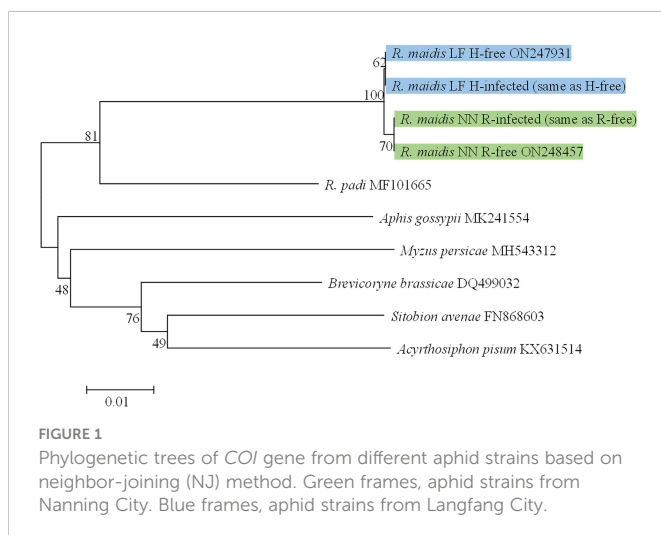 62
R. maidis LF H-free ON247931
R. maidis LF H-infected (same as H-free)
100
R. maidis NN R-infected (same as R-free)
81
70
R. maidis NN R-free ON248457
R. padi MF101665
Aphis gossypii MK241554
Myzus persicae MH543312
48
Brevicoryne brassicae DQ499032
76
Sitobion avenae FN868603
49
Acyrthosiphon pisum KX631514
0.01
FIGURE 1
Phylogenetic trees of COI gene from different aphid strains based on
neighbor-joining (NJ) method. Green frames, aphid strains from
Nanning City. Blue frames, aphid strains from Langfang City.